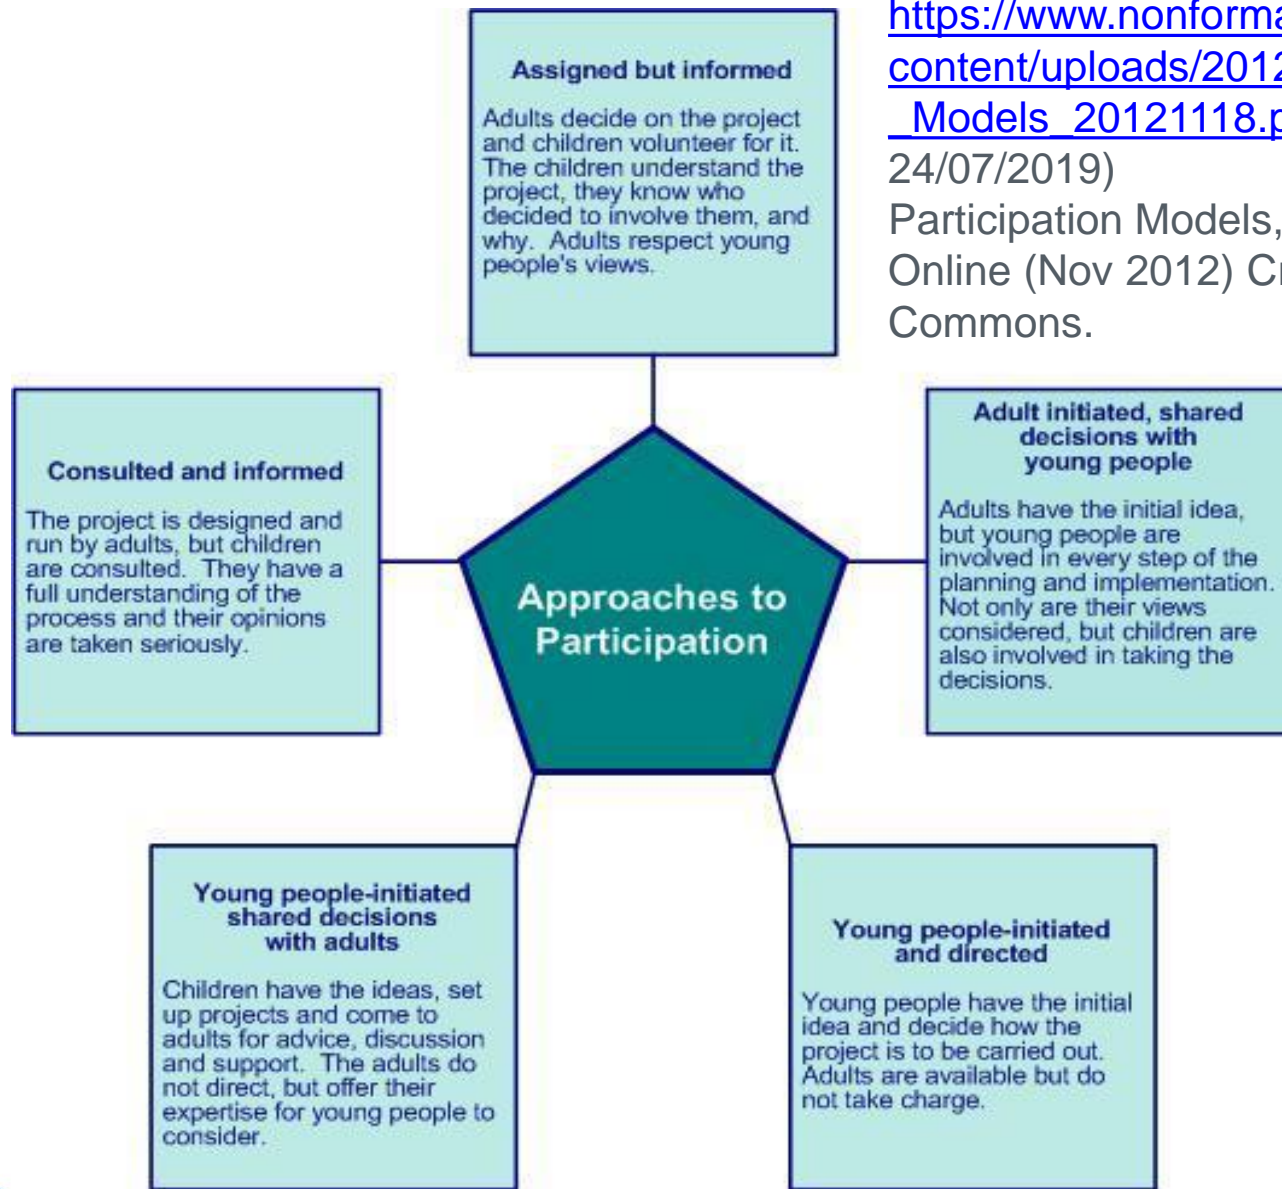 https://www.nonforma
content/uploads/2012
_Models_20121118.p
24/07/2019)
Participation Models,
Online (Nov 2012) Cr
Commons.
Assigned but informed
Adults decide on the project
and children volunteer for it.
The children understand the
project, they know who
decided to involve them, and
why. Adults respect young
people's views.
Consulted and informed
The project is designed and
run by adults, but children
are consulted. They have a
full understanding of the
process and their opinions
are taken seriously.
Approaches to
Participation
Adult initiated, shared
decisions with
young people
Adults have the initial idea,
but young people are
involved in every step of the
planning and implementation.
Not only are their views
considered, but children are
also involved in taking the
decisions.
Young people-initiated
shared decisions
with adults
Children have the ideas, set
up projects and come to
adults for advice, discussion
and support. The adults do
not direct, but offer their
expertise for young people to
consider.
Young people-initiated
and directed
Young people have the initial
idea and decide how the
project is to be carried out.
Adults are available but do
not take charge.